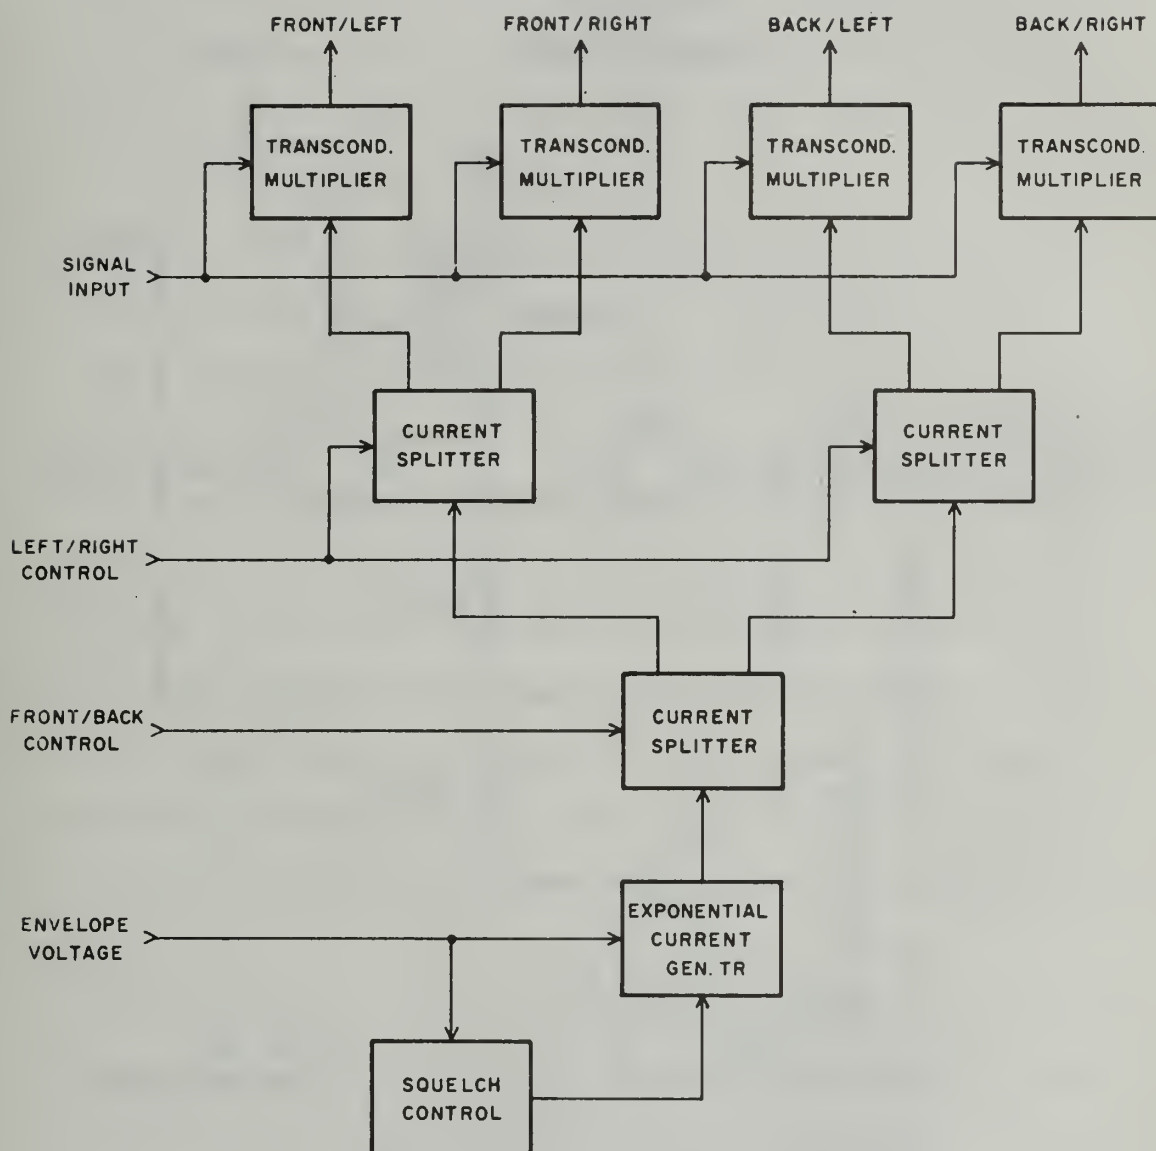 FRONT/LEFT
FRONT/RIGHT
BACK/LEFT
BACK/RIGHT
TRANSCOND.
MULTIPLIER
TRANSCOND.
MULTIPLIER
TRANSCOND.
MULTIPLIER
TRANSCOND.
MULTIPLIER
SIGNAL
INPUT
CURRENT
SPLITTER
CURRENT
SPLITTER
LEFT/RIGHT
CONTROL
FRONT/BACK
CONTROL
CURRENT
SPLITTER
ENVELOPE
VOLTAGE
EXPONENTIAL
CURRENT
GEN. TR
SQUELCH
CONTROL